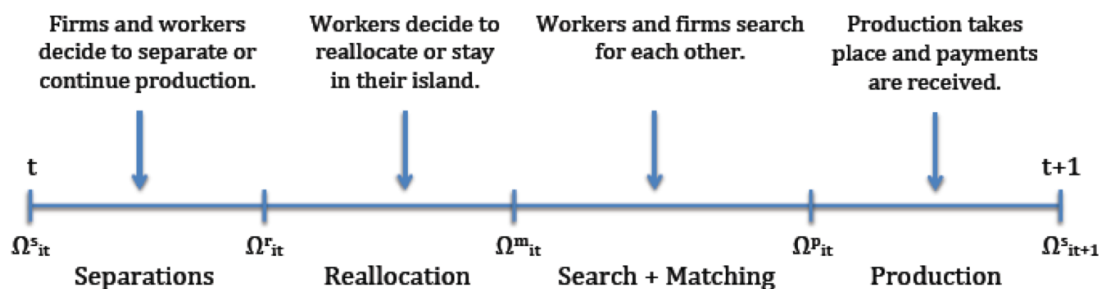 Firms and workers
decide to separate or
continue production.
Workers decide to
reallocate or stay
in their island.
Workers and firms search
for each other.
Production takes
place and payments
are received.
t
t+1
Ωˢᵢₜ
Ωʳᵢₜ
Ωᵐᵢₜ
Ωᵖᵢₜ
Ωˢᵢₜ₊₁
Separations
Reallocation
Search + Matching
Production